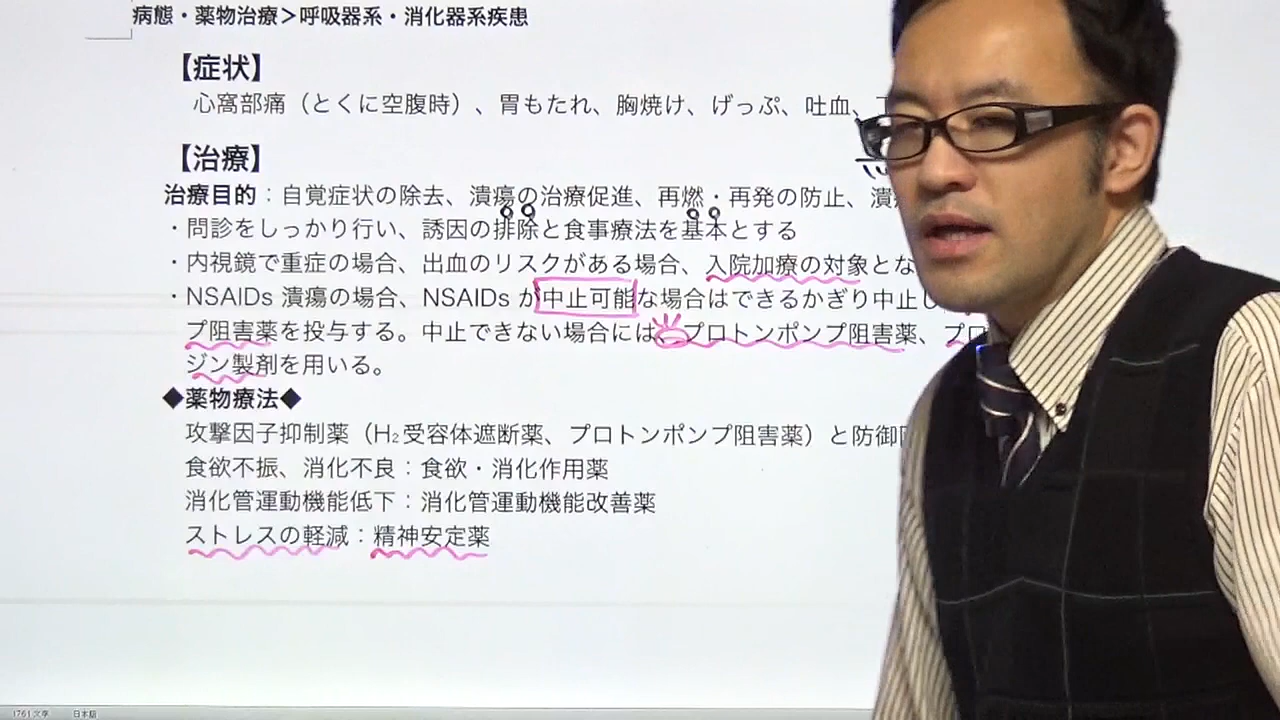 病態・薬物治療＞呼吸器系・消化器系疾患
【症状】
心窩部痛（とくに空腹時）、胃もたれ、胸焼け、げっぷ、吐血、
【治療】
治療目的：自覚症状の除去、潰瘍の治療促進、再燃・再発の防止、潰
・問診をしっかり行い、誘因の排除と食事療法を基本とする
・内視鏡で重症の場合、出血のリスクがある場合、入院加療の対象とな
・NSAIDs 潰瘍の場合、NSAIDs が中止可能な場合はできるかぎり中止し
プ阻害薬を投与する。中止できない場合には、プロトンポンプ阻害薬、プロ
ジン製剤を用いる。
◆薬物療法◆
攻撃因子抑制薬（H₂受容体遮断薬、プロトンポンプ阻害薬）と防御
食欲不振、消化不良：食欲・消化作用薬
消化管運動機能低下：消化管運動機能改善薬
ストレスの軽減：精神安定薬
1761 文字 日本語